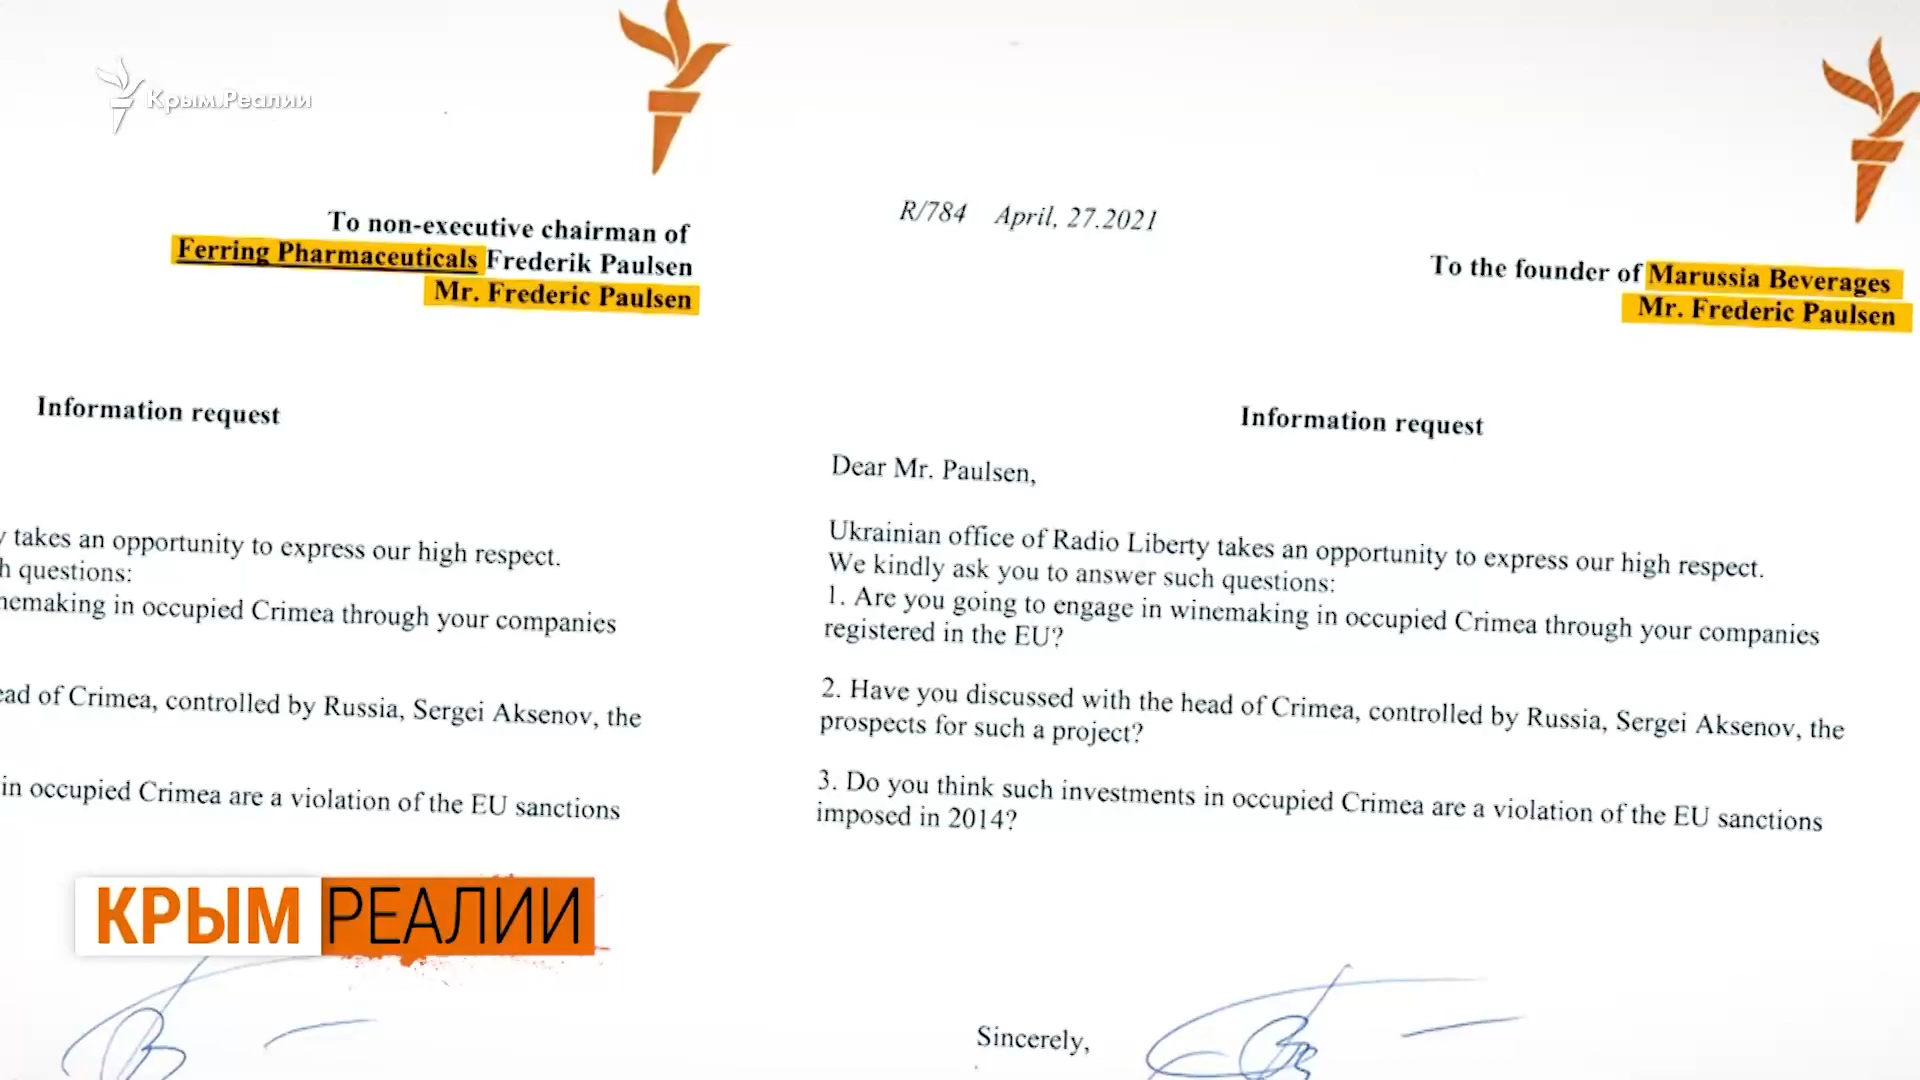 Крым.Реалии
To non-executive chairman of
Ferring Pharmaceuticals Frederik Paulsen
Mr. Frederic Paulsen
Information request
takes an opportunity to express our high respect.
questions:
in occupied Crimea through your companies
of Crimea, controlled by Russia, Sergei Aksenov, the
in occupied Crimea are a violation of the EU sanctions
R/784 April, 27.2021
To the founder of Marussia Beverages
Mr. Frederic Paulsen
Information request
Dear Mr. Paulsen,
Ukrainian office of Radio Liberty takes an opportunity to express our high respect.
We kindly ask you to answer such questions:
1. Are you going to engage in winemaking in occupied Crimea through your companies
registered in the EU?
2. Have you discussed with the head of Crimea, controlled by Russia, Sergei Aksenov, the
prospects for such a project?
3. Do you think such investments in occupied Crimea are a violation of the EU sanctions
imposed in 2014?
Sincerely,
КРЫМ РЕАЛИИ